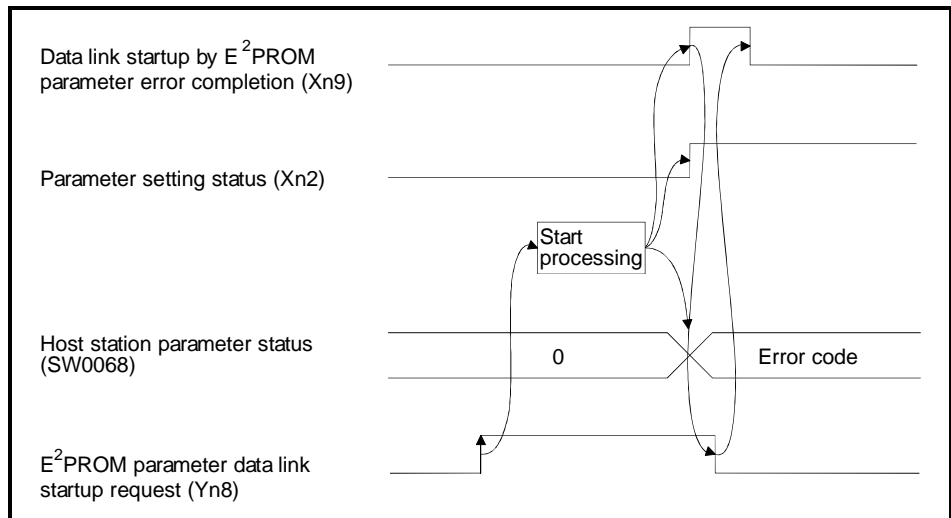 Data link startup by E²PROM
parameter error completion (Xn9)
Parameter setting status (Xn2)
Start
processing
Host station parameter status
(SW0068)
0
Error code
E²PROM parameter data link
startup request (Yn8)